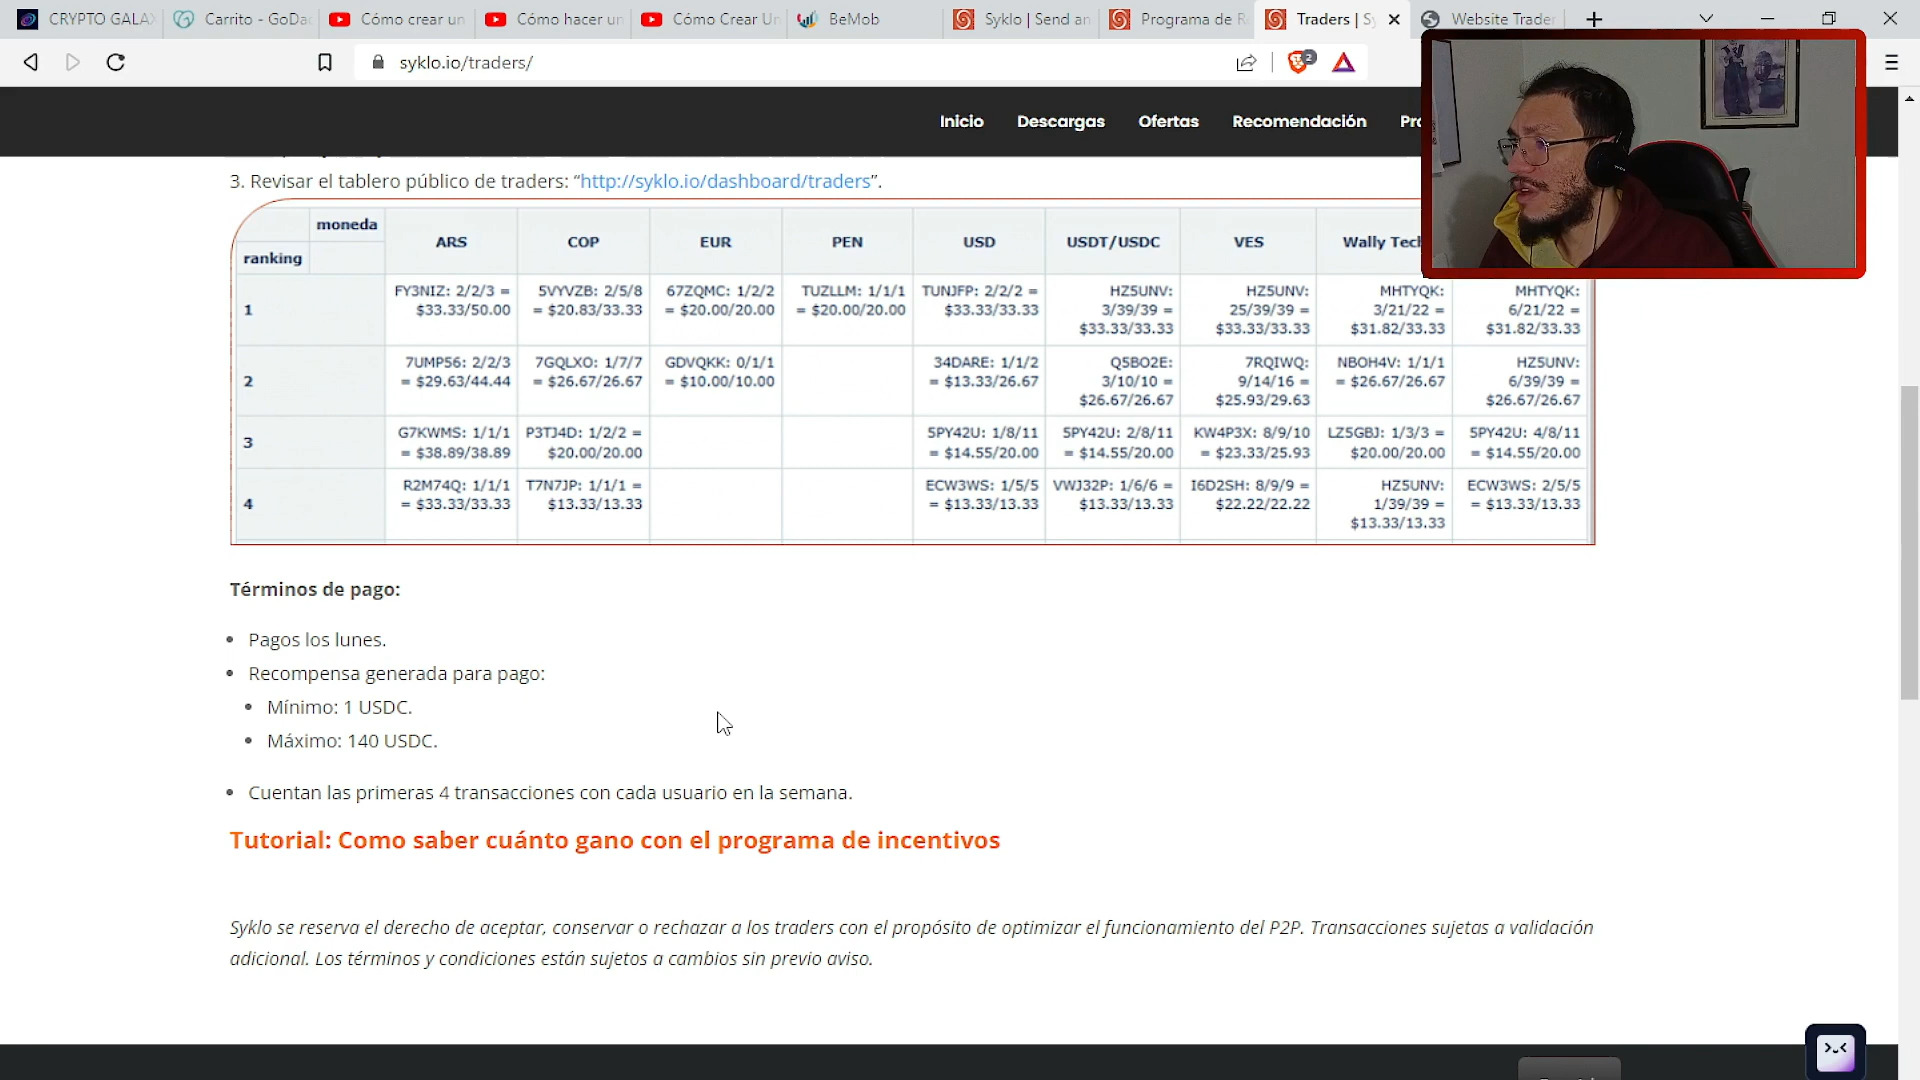 CRYPTO GALAX
Carrito - GoDa
Cómo crear un
Cómo hacer un
Cómo Crear Un
BeMob
Syklo | Send an
Programa de R
Traders | Sy
Website Trader
syklo.io/traders/
2
Inicio
Descargas
Ofertas
Recomendación
3. Revisar el tablero público de traders: “http://syklo.io/dashboard/traders”.
moneda
ranking
ARS
COP
EUR
PEN
USD
USDT/USDC
VES
Wally Tech
1
FY3NIZ: 2/2/3 =
$33.33/50.00
5VYVZB: 2/5/8
= $20.83/33.33
67ZQMC: 1/2/2
= $20.00/20.00
TUZLLM: 1/1/1
= $20.00/20.00
TUNJFP: 2/2/2 =
$33.33/33.33
HZ5UNV:
3/39/39 =
$33.33/33.33
HZ5UNV:
25/39/39 =
$33.33/33.33
MHTYQK:
3/21/22 =
$31.82/33.33
MHTYQK:
6/21/22 =
$31.82/33.33
2
7UMP56: 2/2/3
= $29.63/44.44
7GQLXO: 1/7/7
= $26.67/26.67
GDVQKK: 0/1/1
= $10.00/10.00
34DARE: 1/1/2
= $13.33/26.67
Q5BO2E:
3/10/10 =
$26.67/26.67
7RQIWQ:
9/14/16 =
$25.93/29.63
NBOH4V: 1/1/1
= $26.67/26.67
HZ5UNV:
6/39/39 =
$26.67/26.67
3
G7KWMS: 1/1/1
= $38.89/38.89
P3TJ4D: 1/2/2 =
$20.00/20.00
5PY42U: 1/8/11
= $14.55/20.00
5PY42U: 2/8/11
= $14.55/20.00
KW4P3X: 8/9/10
= $23.33/25.93
LZ5GBJ: 1/3/3 =
$20.00/20.00
5PY42U: 4/8/11
= $14.55/20.00
4
R2M74Q: 1/1/1
= $33.33/33.33
T7N7JP: 1/1/1 =
$13.33/13.33
ECW3WS: 1/5/5
= $13.33/13.33
VWJ32P: 1/6/6 =
$13.33/13.33
I6D2SH: 8/9/9 =
$22.22/22.22
HZ5UNV:
1/39/39 =
$13.33/13.33
ECW3WS: 2/5/5
= $13.33/13.33
Términos de pago:
Pagos los lunes.
Recompensa generada para pago:
Mínimo: 1 USDC.
Máximo: 140 USDC.
Cuentan las primeras 4 transacciones con cada usuario en la semana.
Tutorial: Como saber cuánto gano con el programa de incentivos
Syklo se reserva el derecho de aceptar, conservar o rechazar a los traders con el propósito de optimizar el funcionamiento del P2P. Transacciones sujetas a validación
adicional. Los términos y condiciones están sujetos a cambios sin previo aviso.